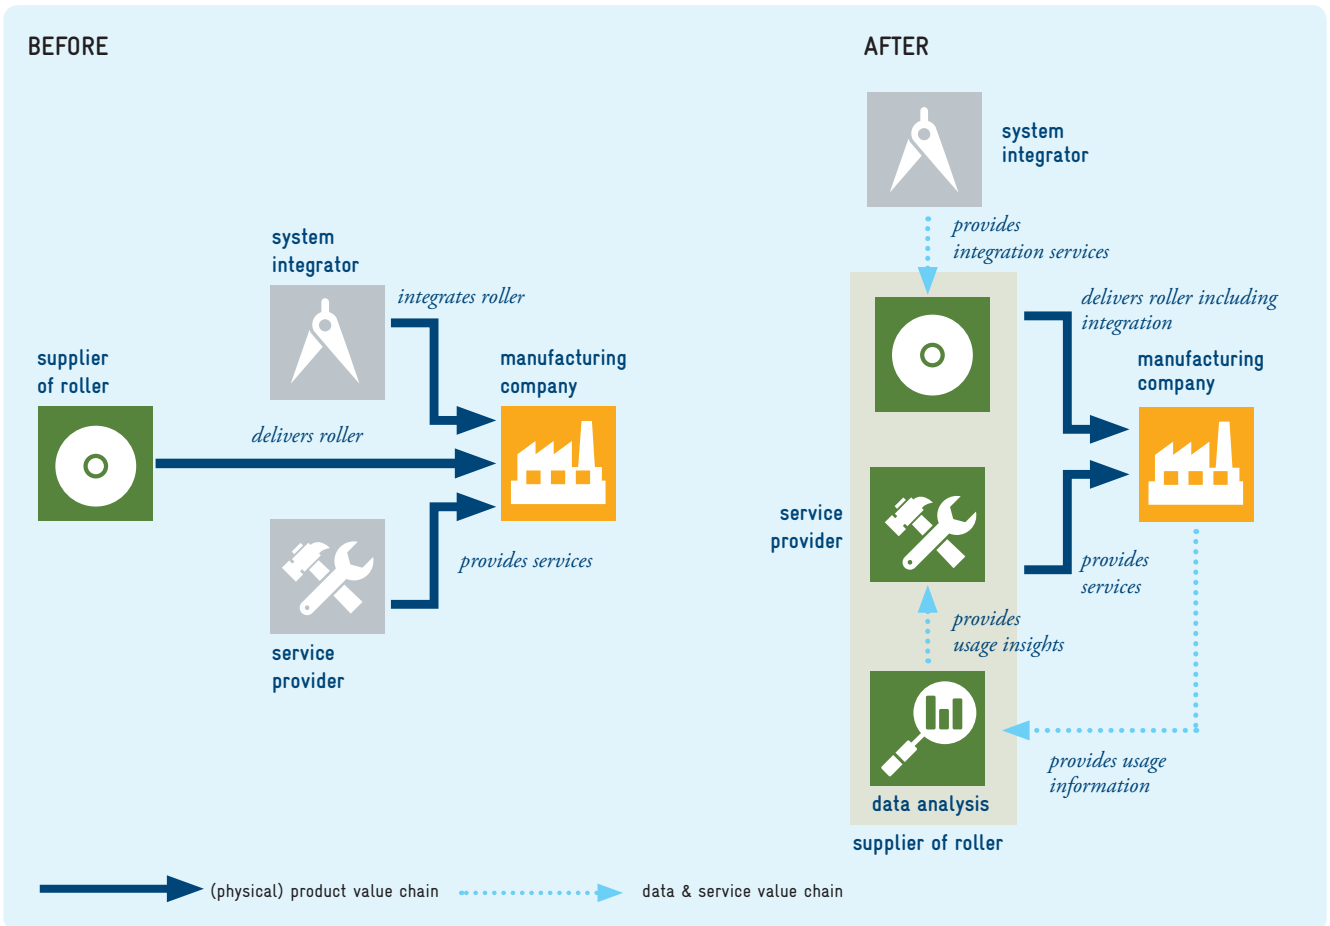 BEFORE
system
integrator
integrates roller
supplier
of roller
manufacturing
company
delivers roller
provides services
service
provider
AFTER
system
integrator
provides
integration services
delivers roller including
integration
manufacturing
company
service
provider
provides
services
provides
usage insights
provides usage
information
data analysis
supplier of roller
(physical) product value chain
data & service value chain